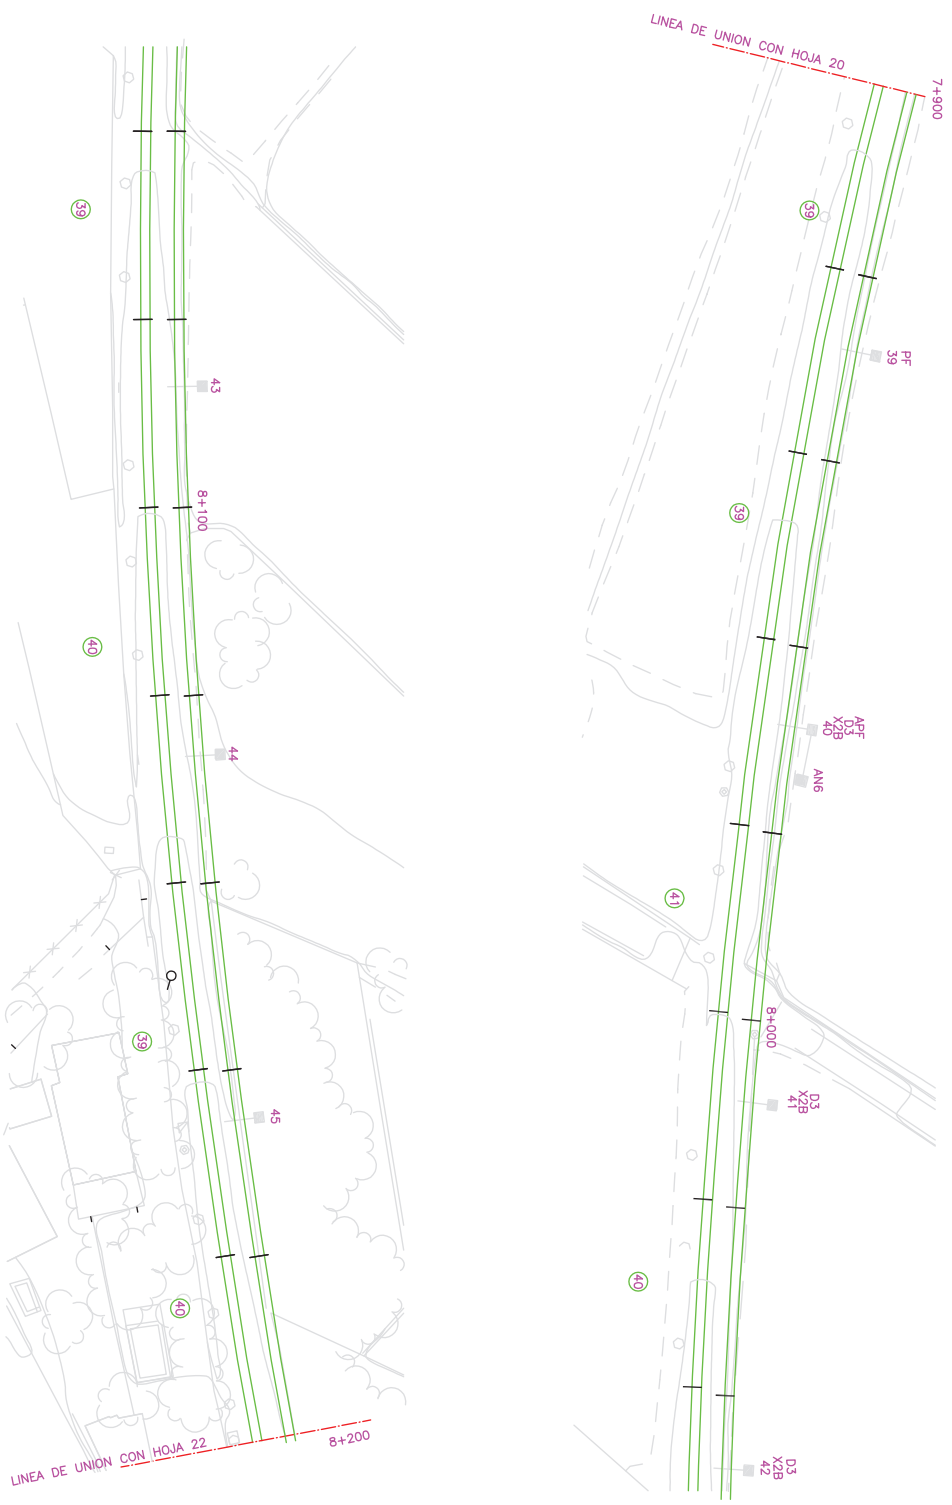 LINEA DE UNION CON HOJA 20
7+900
39
PF
39
39
APF
D3
X2B
40
AN6
41
8+000
D3
X2B
41
40
D3
X2B
42
39
43
8+100
40
44
39
45
40
8+200
LINEA DE UNION CON HOJA 22